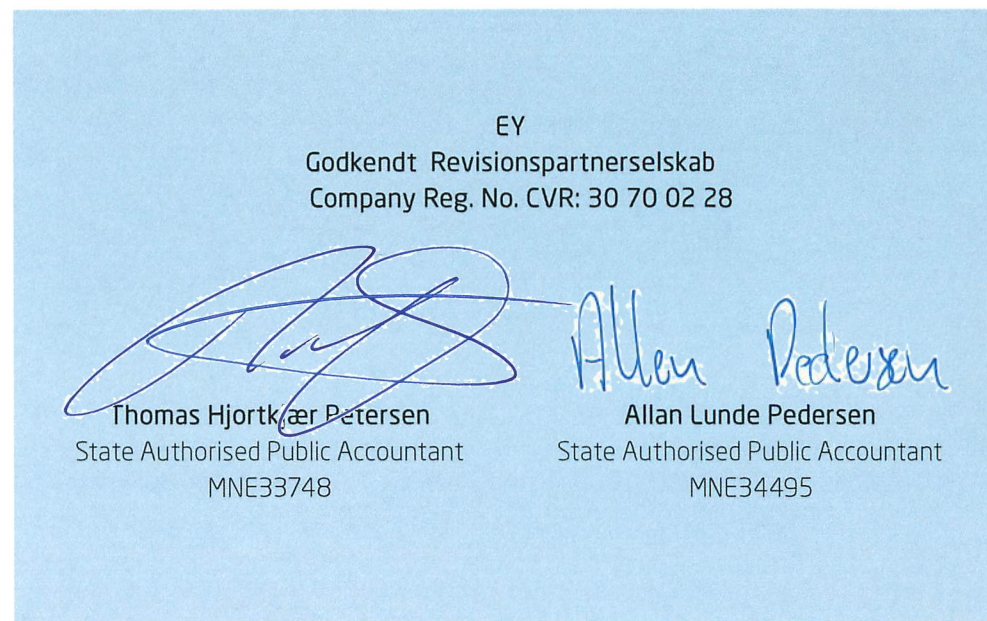 EY
Godkendt Revisionspartnerselskab
Company Reg. No. CVR: 30 70 02 28
Allan Pedersen
Thomas Hjortkjær Petersen
State Authorised Public Accountant
MNE33748
Allan Lunde Pedersen
State Authorised Public Accountant
MNE34495